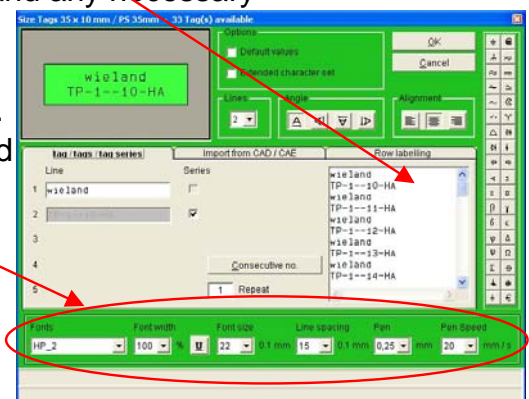 and any necessary
Size Tags 35 x 10 mm / PS 35mm - 33 Tag(s) available
Options
Default values
Extended character set
OK
Cancel
wieland
TP-1--10-HA
Lines
Angle
Alignment
2
tag / tags / tag series
Import from CAD / CAE
Row labelling
Line
Series
1 wieland
2
3
4
5
Consecutive no.
1 Repeat
wieland
TP-1--10-HA
wieland
TP-1--11-HA
wieland
TP-1--12-HA
wieland
TP-1--13-HA
wieland
TP-1--14-HA
Fonts
Font width
Font size
Line spacing
Pen
Pen Speed
HP_2
100 %
U
22 0.1 mm
15 0.1 mm
0,25 mm
20 mm / s